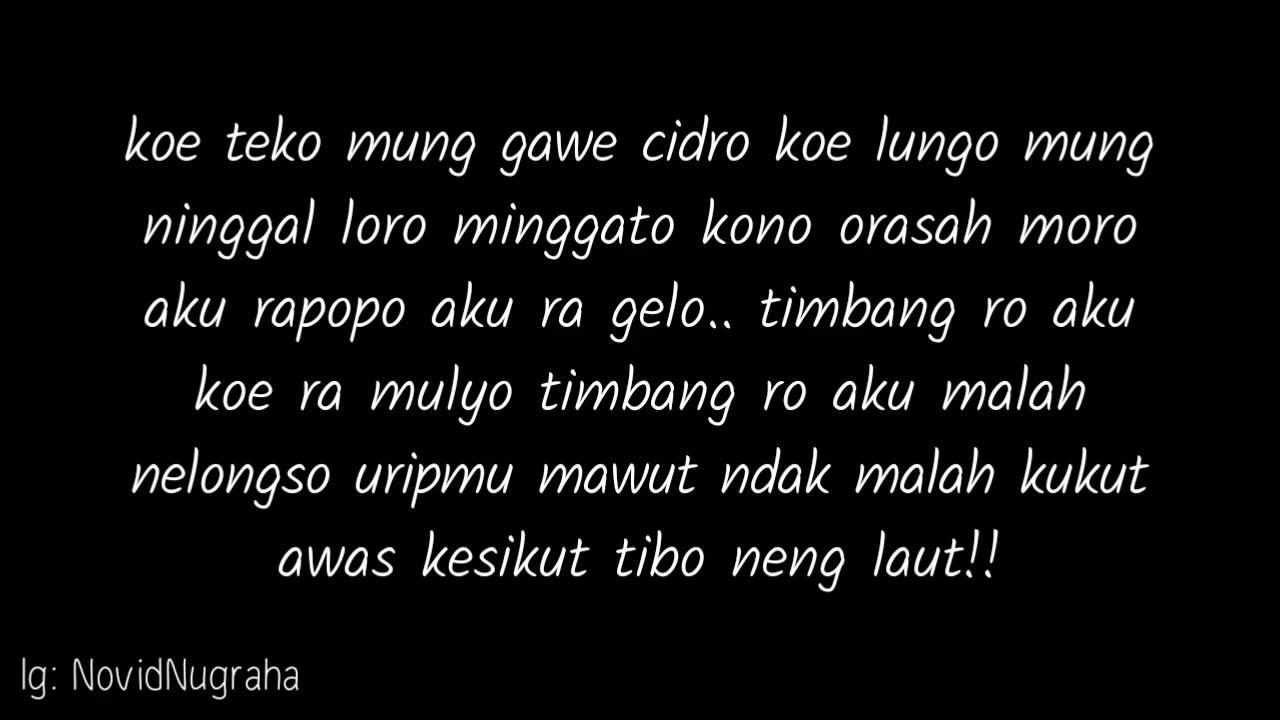 koe teko mung gawe cidro koe lungo mung
ninggal loro minggato kono orasah moro
aku rapopo aku ra gelo.. timbang ro aku
koe ra mulyo timbang ro aku malah
nelongso uripmu mawut ndak malah kukut
awas kesikut tibo neng laut!!
Ig: NovidNugraha